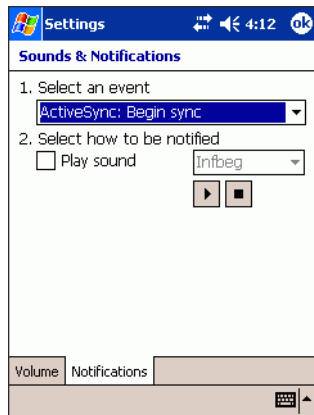 Settings 4:12 ok
Sounds & Notifications
1. Select an event
ActiveSync: Begin sync
2. Select how to be notified
Play sound Infbeg
Volume Notifications